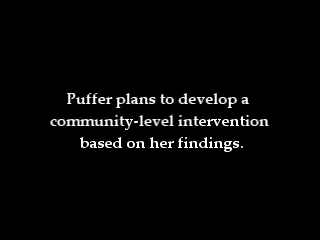 Puffer plans to develop a
community-level intervention
based on her findings.